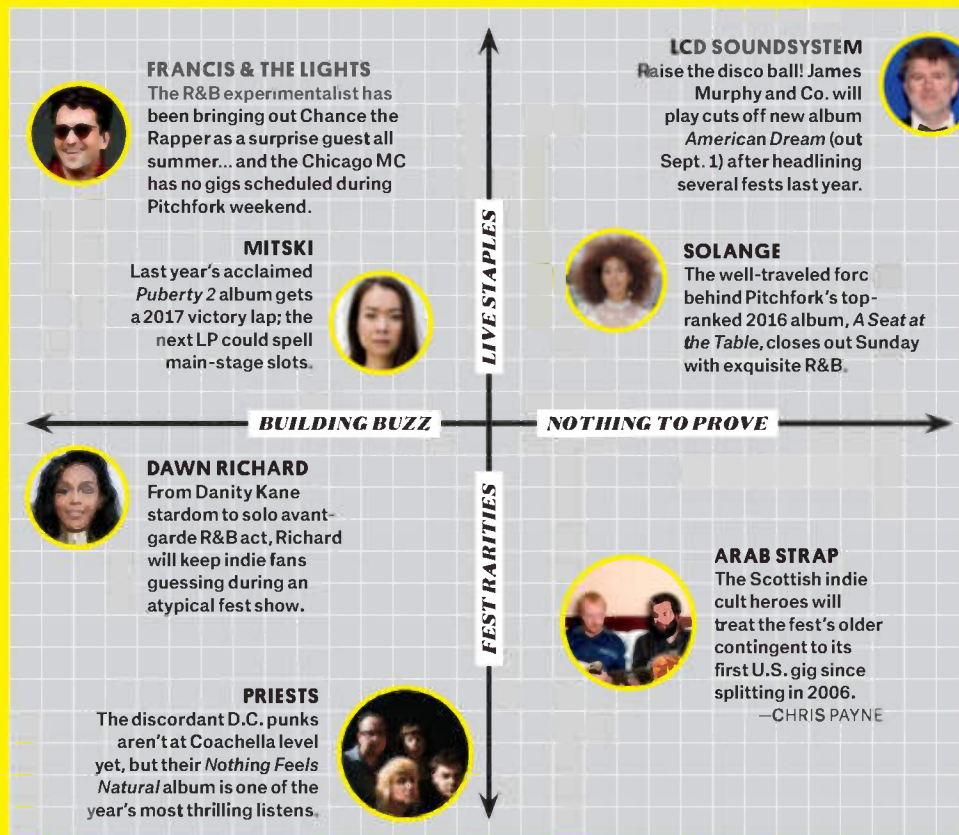 FRANCIS & THE LIGHTS
The R&B experimentalist has
been bringing out Chance the
Rapper as a surprise guest all
summer... and the Chicago MC
has no gigs scheduled during
Pitchfork weekend.
LCD SOUNDSYSTEM
Raise the disco ball! James
Murphy and Co. will
play cuts off new album
American Dream (out
Sept. 1) after headlining
several fests last year.
MITSKI
Last year's acclaimed
Puberty 2 album gets
a 2017 victory lap; the
next LP could spell
main-stage slots.
LIVE STAPLES
SOLANGE
The well-traveled forc
behind Pitchfork's top-
ranked 2016 album, A Seat at
the Table, closes out Sunday
with exquisite R&B.
BUILDING BUZZ
NOTHING TO PROVE
DAWN RICHARD
From Danity Kane
stardom to solo avant-
garde R&B act, Richard
will keep indie fans
guessing during an
atypical fest show.
FEST RARITIES
ARAB STRAP
The Scottish indie
cult heroes will
treat the fest's older
contingent to its
first U.S. gig since
splitting in 2006.
—CHRIS PAYNE
PRIESTS
The discordant D.C. punks
aren't at Coachella level
yet, but their Nothing Feels
Natural album is one of the
year's most thrilling listens.